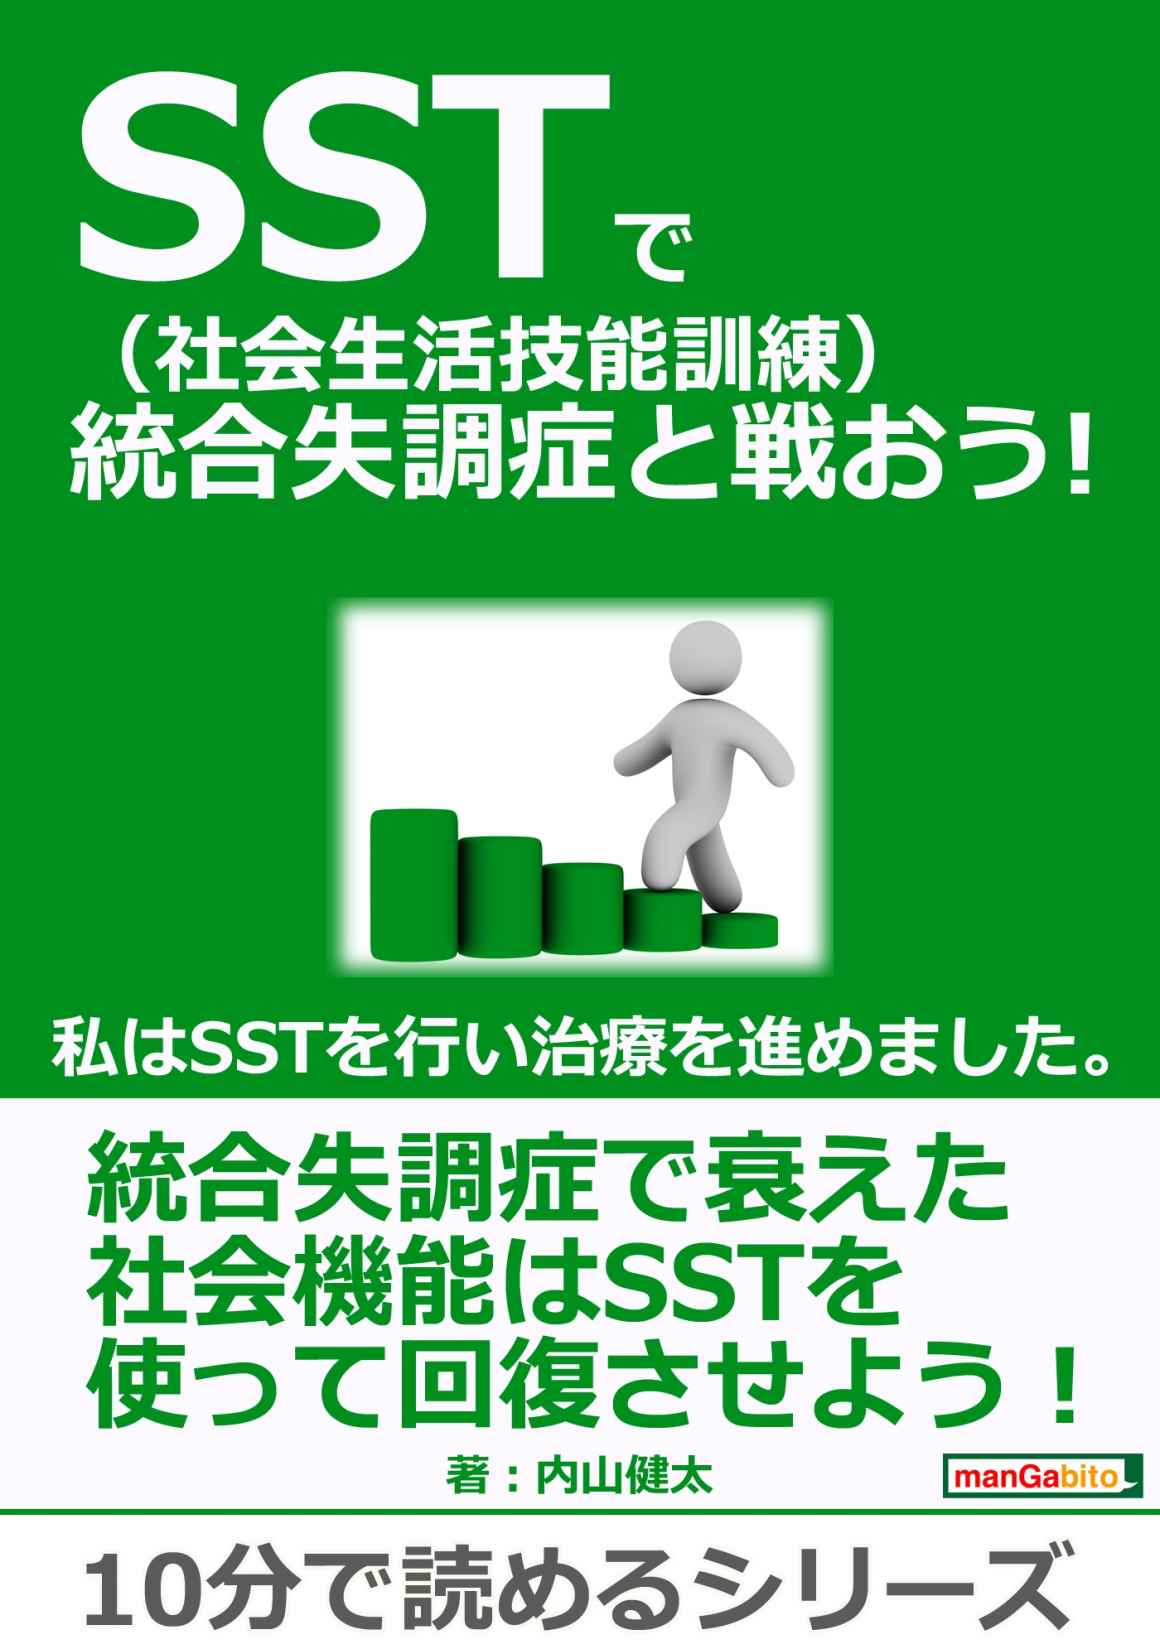 SSTで
（社会生活技能訓練）
統合失調症と戦おう!
私はSSTを行い治療を進めました。
統合失調症で衰えた
社会機能はSSTを
使って回復させよう！
著：内山健太
manGabito
10分で読めるシリーズ